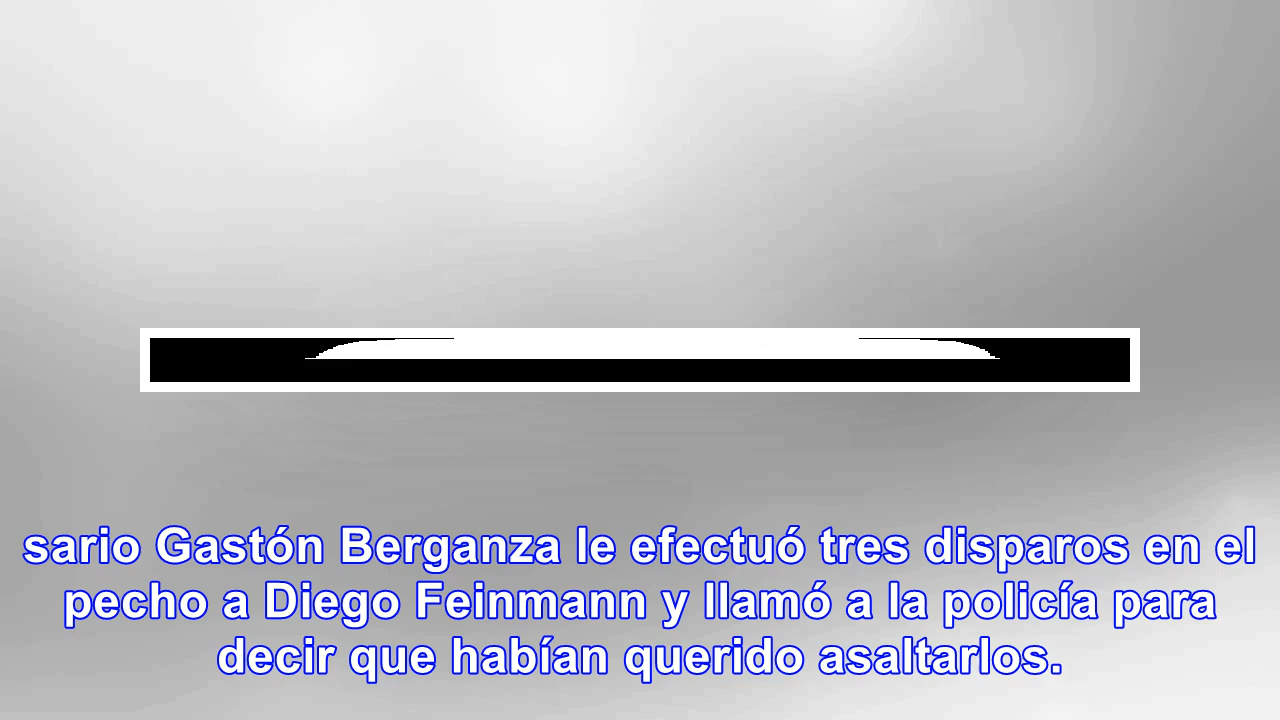 sario Gastón Berganza le efectuó tres disparos en el
pecho a Diego Feinmann y llamó a la policía para
decir que habían querido asaltarlos.